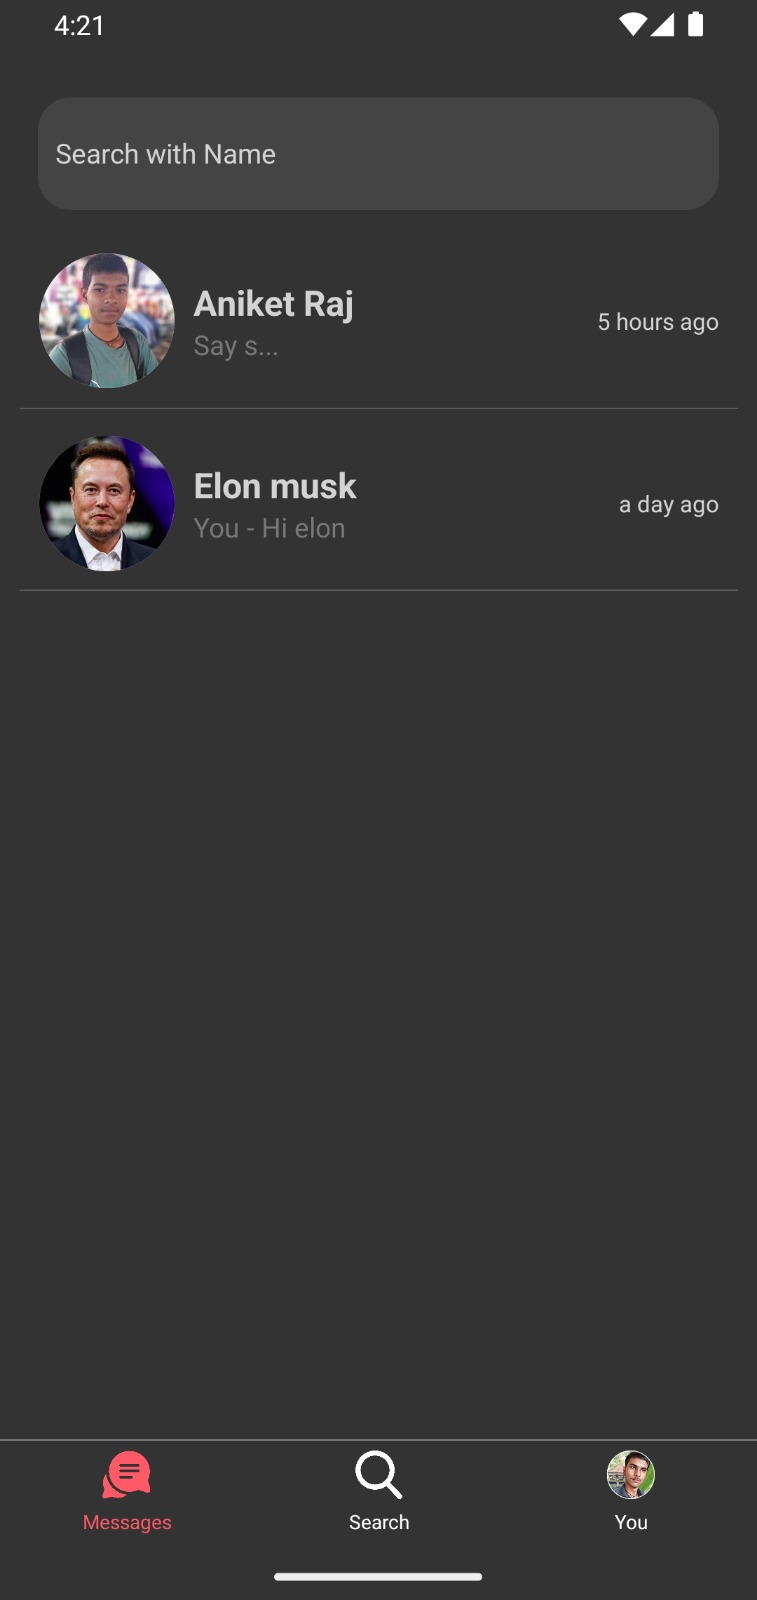 4:21
Search with Name
Aniket Raj
Say s...
5 hours ago
Elon musk
You - Hi elon
a day ago
Messages
Search
You